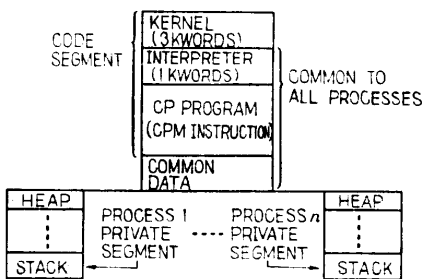 KERNEL
(3KWORDS)
CODE
SEGMENT
INTERPRETER
(1KWORDS)
COMMON TO
ALL PROCESSES
CP PROGRAM
(CPM INSTRUCTION)
COMMON
DATA
HEAP
PROCESS 1
PRIVATE
SEGMENT
STACK
----
PROCESS n
PRIVATE
SEGMENT
HEAP
STACK